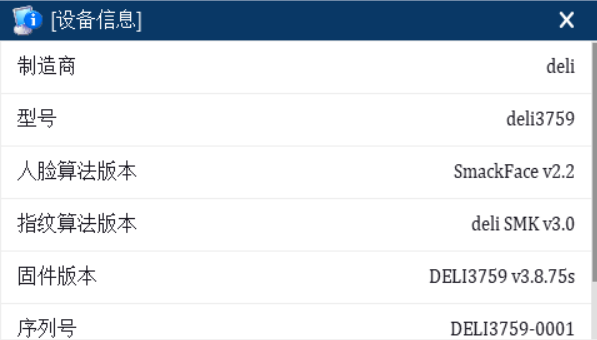 [设备信息]
制造商 deli
型号 deli3759
人脸算法版本 SmackFace v2.2
指纹算法版本 deli SMK v3.0
固件版本 DELI3759 v3.8.75s
序列号 DELI3759-0001